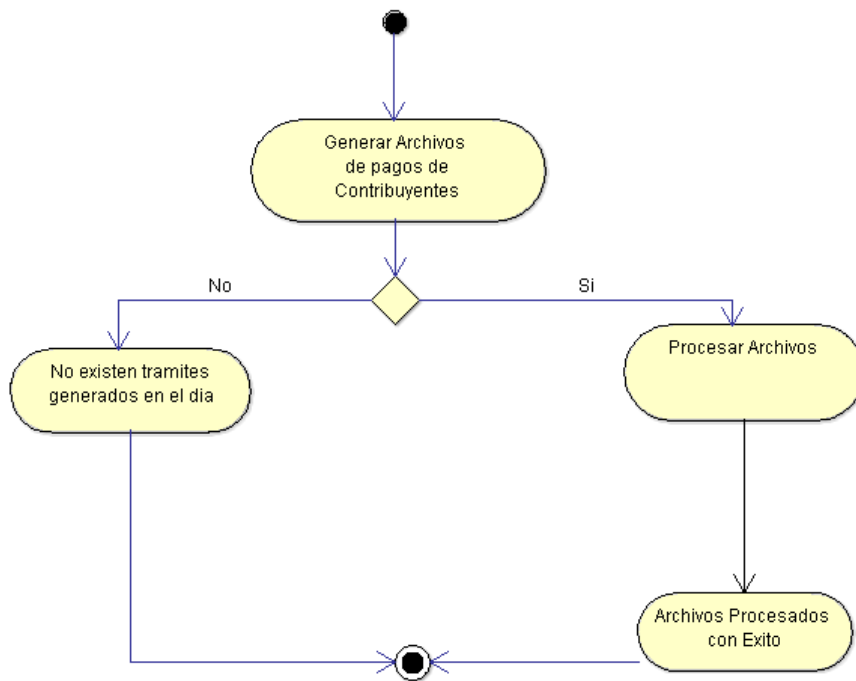 Generar Archivos
de pagos de
Contribuyentes
No
Si
No existen tramites
generados en el dia
Procesar Archivos
Archivos Procesados
con Exito